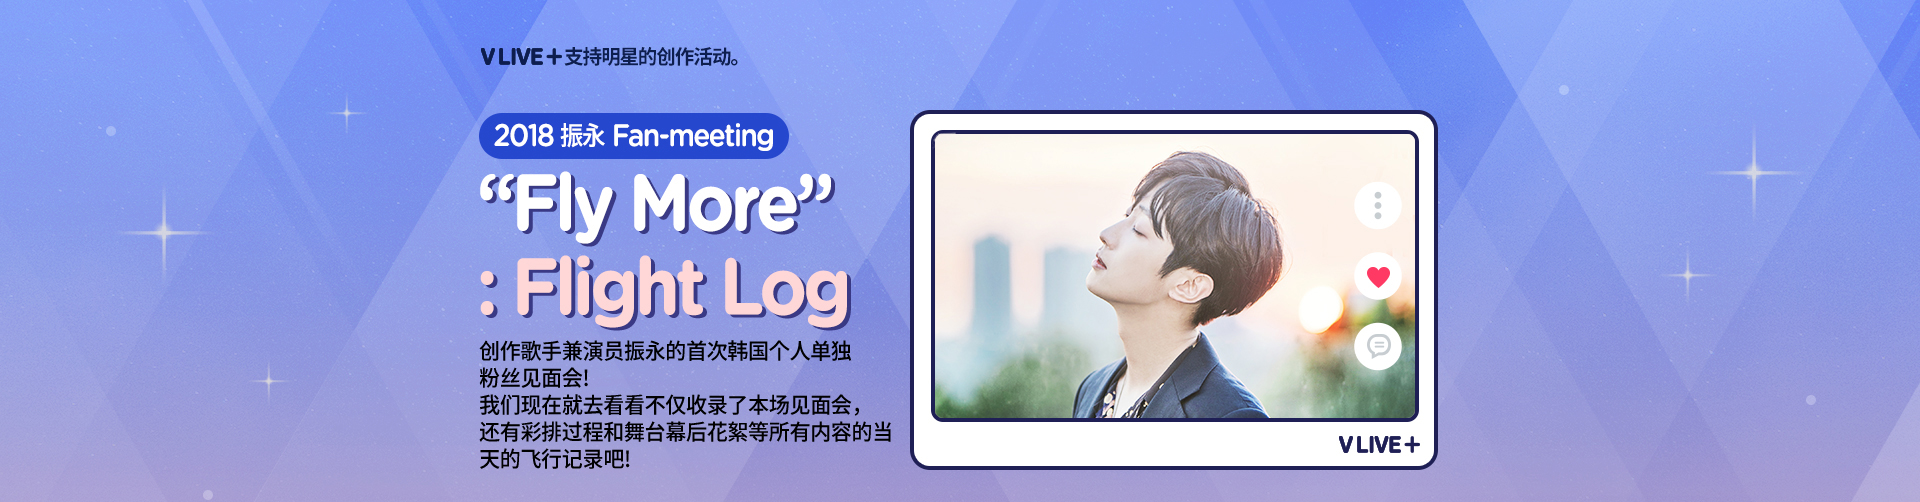 V LIVE+支持明星的创作活动。
2018 振永 Fan-meeting
“Fly More”
: Flight Log
创作歌手兼演员振永的首次韩国个人单独
粉丝见面会!
我们现在就去看看不仅收录了本场见面会，
还有彩排过程和舞台幕后花絮等所有内容的当
天的飞行记录吧!
V LIVE+